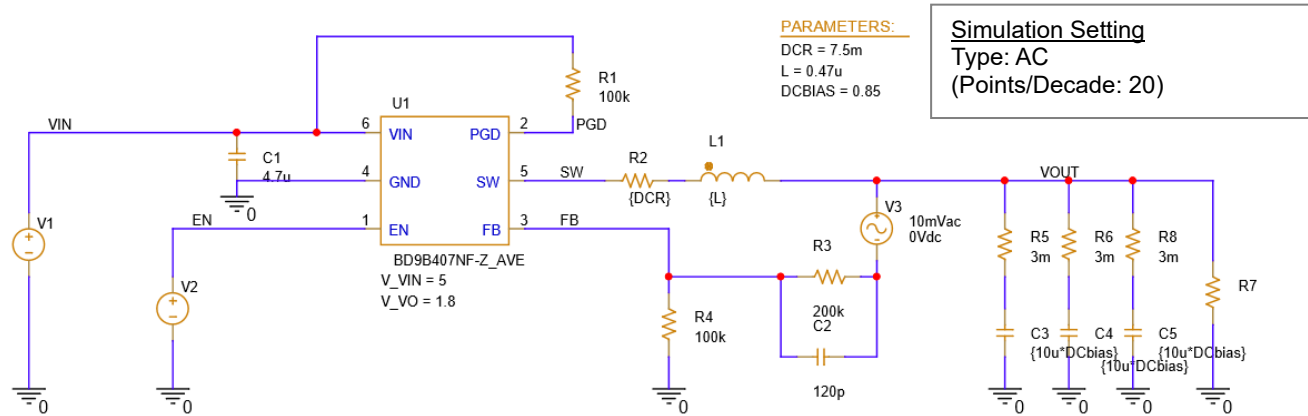 PARAMETERS:
DCR = 7.5m
L = 0.47u
DCBIAS = 0.85
Simulation Setting
Type: AC
(Points/Decade: 20)
R1
100k
U1
VIN
6
VIN
PGD
2
PGD
C1
4.7u
4
GND
SW
5
SW
R2
{DCR}
L1
{L}
VOUT
0
EN
1
EN
FB
3
FB
V1
V2
BD9B407NF-Z_AVE
V_VIN = 5
V_VO = 1.8
V3
10mVac
0Vdc
R3
200k
C2
120p
R4
100k
R5
3m
R6
3m
R8
3m
R7
C3
{10u*DCbias}
C4
{10u*DCbias}
C5
{10u*DCbias}
0
0
0
0
0
0
0